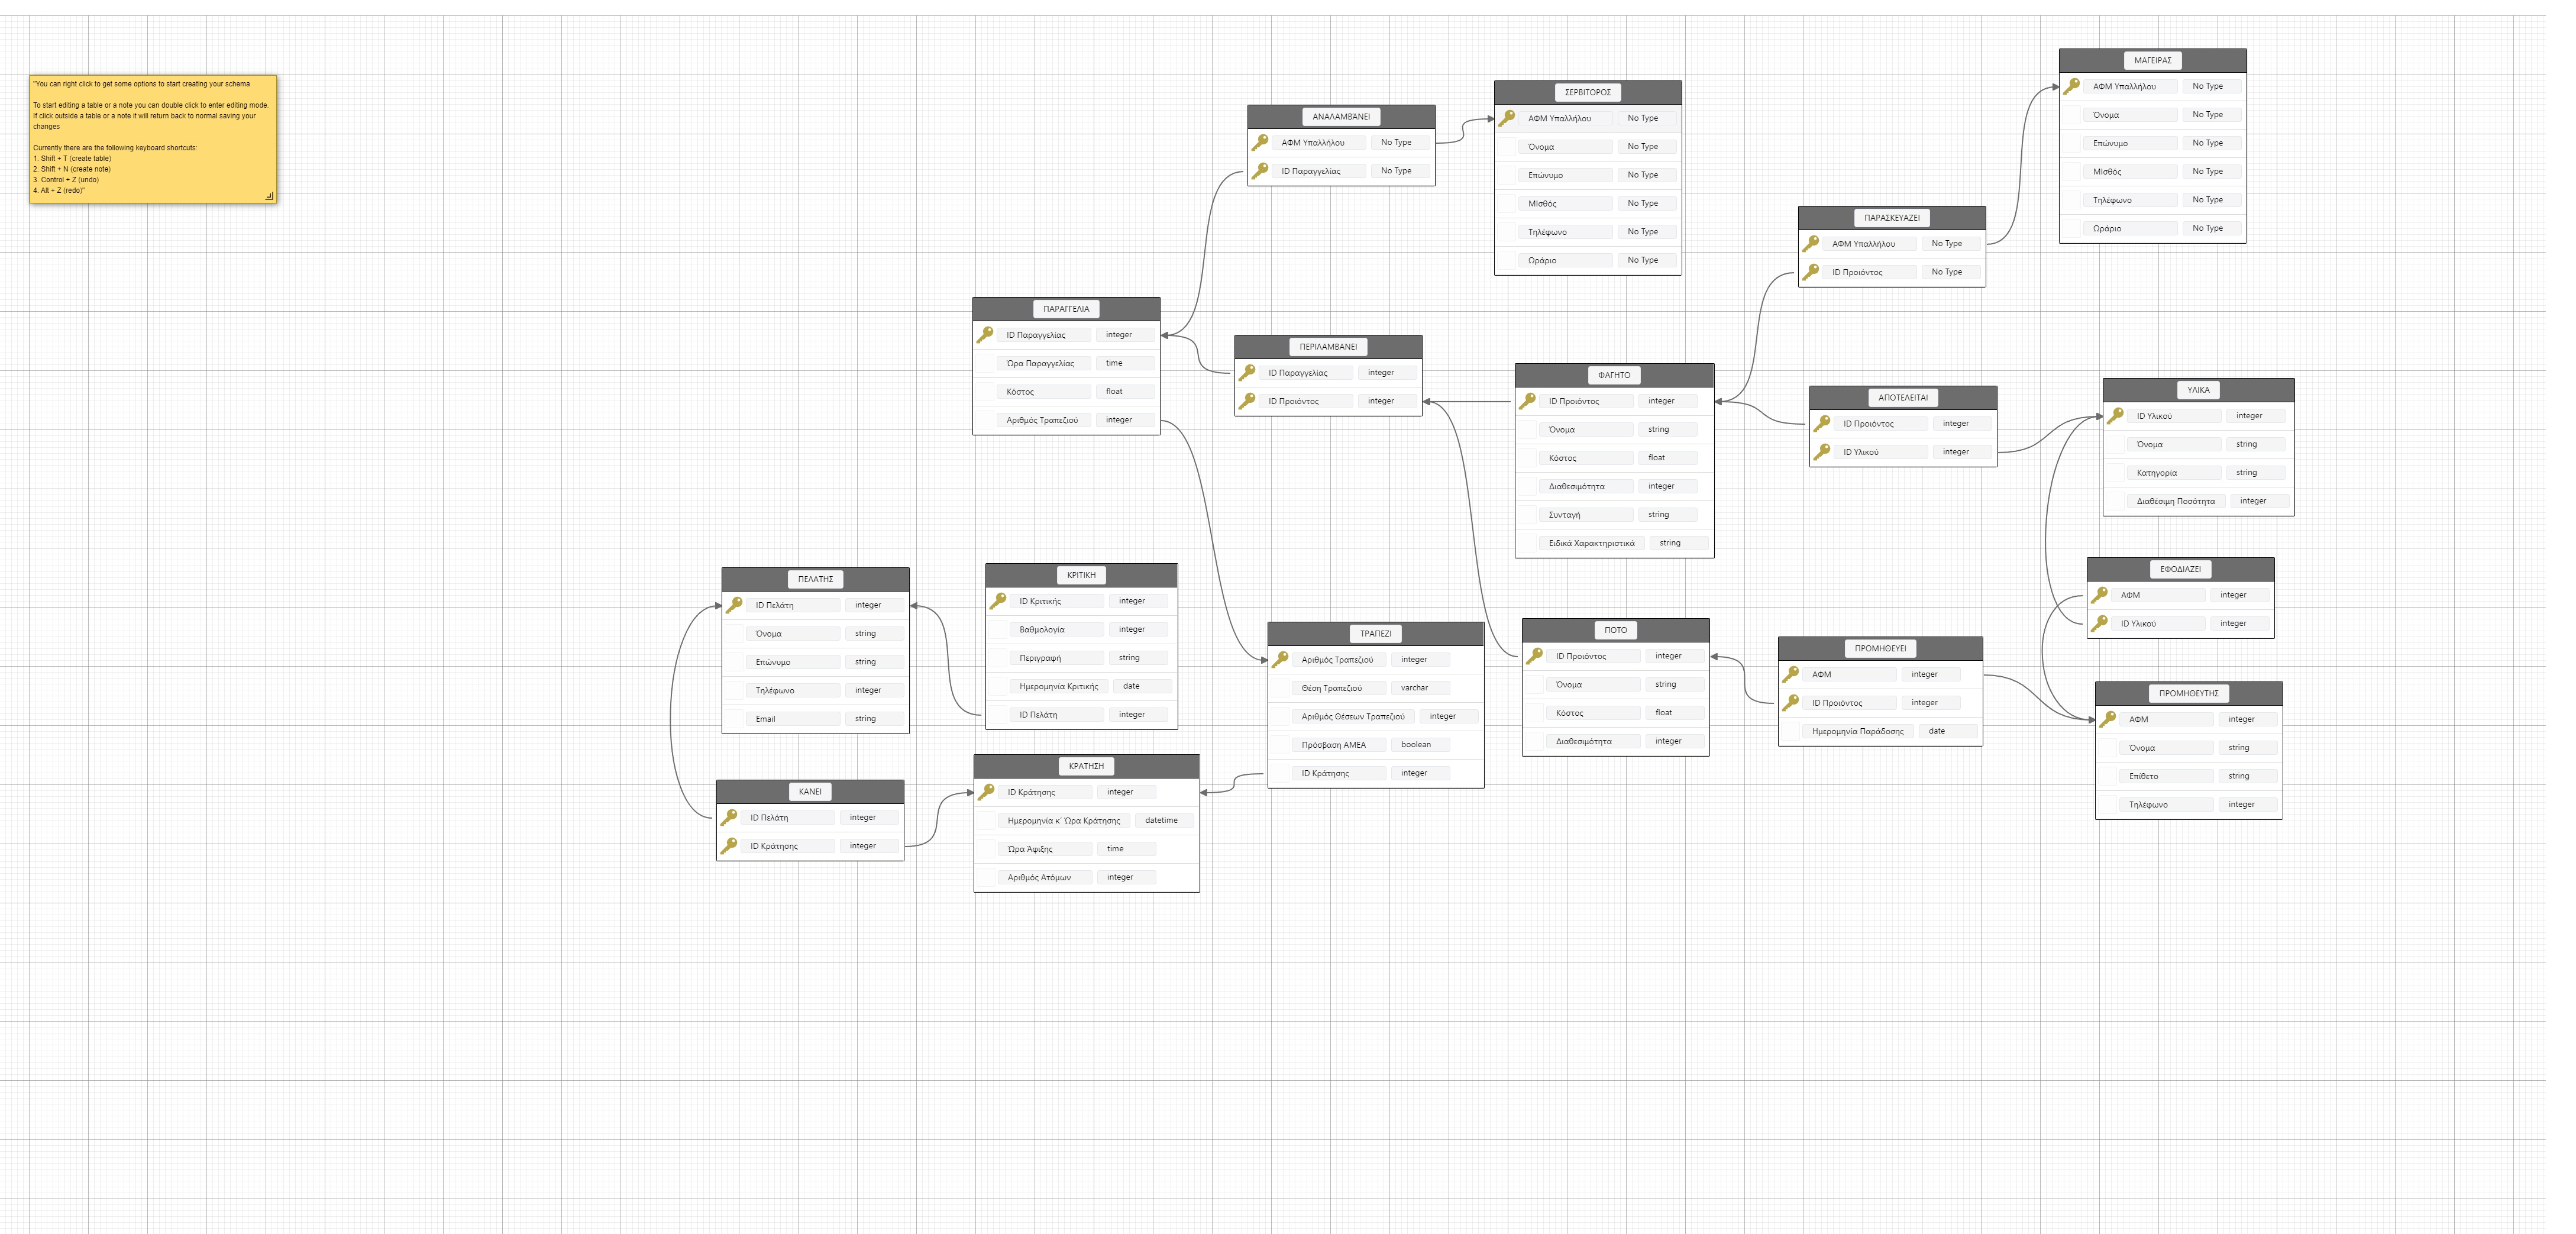 "You can right click to get some options to start creating your schema
To start editing a table or a note you can double click to enter editing mode.
If click outside a table or a note it will return back to normal saving your
changes
Currently there are the following keyboard shortcuts:
1. Shift + T (create table)
2. Shift + N (create note)
3. Control + Z (undo)
4. Alt + Z (redo)"
ΑΝΑΛΑΜΒΑΝΕΙ
ΑΦΜ Υπαλλήλου No Type
ID Παραγγελίας No Type
ΣΕΡΒΙΤΟΡΟΣ
ΑΦΜ Υπαλλήλου No Type
Όνομα No Type
Επώνυμο No Type
ΜΙσθός No Type
Τηλέφωνο No Type
Ωράριο No Type
ΜΑΓΕΙΡΑΣ
ΑΦΜ Υπαλλήλου No Type
Όνομα No Type
Επώνυμο No Type
ΜΙσθός No Type
Τηλέφωνο No Type
Ωράριο No Type
ΠΑΡΑΣΚΕΥΑΖΕΙ
ΑΦΜ Υπαλλήλου No Type
ID Προιόντος No Type
ΠΑΡΑΓΓΕΛΙΑ
ID Παραγγελίας integer
Ώρα Παραγγελίας time
Κόστος float
Αριθμός Τραπεζιού integer
ΠΕΡΙΛΑΜΒΑΝΕΙ
ID Παραγγελίας integer
ID Προιόντος integer
ΦΑΓΗΤΟ
ID Προιόντος integer
Όνομα string
Κόστος float
Διαθεσιμότητα integer
Συνταγή string
Ειδικά Χαρακτηριστικά string
ΑΠΟΤΕΛΕΙΤΑΙ
ID Προιόντος integer
ID Υλικού integer
ΥΛΙΚΑ
ID Υλικού integer
Όνομα string
Κατηγορία string
Διαθέσιμη Ποσότητα integer
ΕΦΟΔΙΑΖΕΙ
ΑΦΜ integer
ID Υλικού integer
ΠΕΛΑΤΗΣ
ID Πελάτη integer
Όνομα string
Επώνυμο string
Τηλέφωνο integer
Email string
ΚΡΙΤΙΚΗ
ID Κριτικής integer
Βαθμολογία integer
Περιγραφή string
Ημερομηνία Κριτικής date
ID Πελάτη integer
ΤΡΑΠΕΖΙ
Αριθμός Τραπεζιού integer
Θέση Τραπεζιού varchar
Αριθμός Θέσεων Τραπεζιού integer
Πρόσβαση ΑΜΕΑ boolean
ID Κράτησης integer
ΠΟΤΟ
ID Προιόντος integer
Όνομα string
Κόστος float
Διαθεσιμότητα integer
ΠΡΟΜΗΘΕΥΕΙ
ΑΦΜ integer
ID Προιόντος integer
Ημερομηνία Παράδοσης date
ΠΡΟΜΗΘΕΥΤΗΣ
ΑΦΜ integer
Όνομα string
Επίθετο string
Τηλέφωνο integer
ΚΑΝΕΙ
ID Πελάτη integer
ID Κράτησης integer
ΚΡΑΤΗΣΗ
ID Κράτησης integer
Ημερομηνία κ' Ώρα Κράτησης datetime
Ώρα Άφιξης time
Αριθμός Ατόμων integer